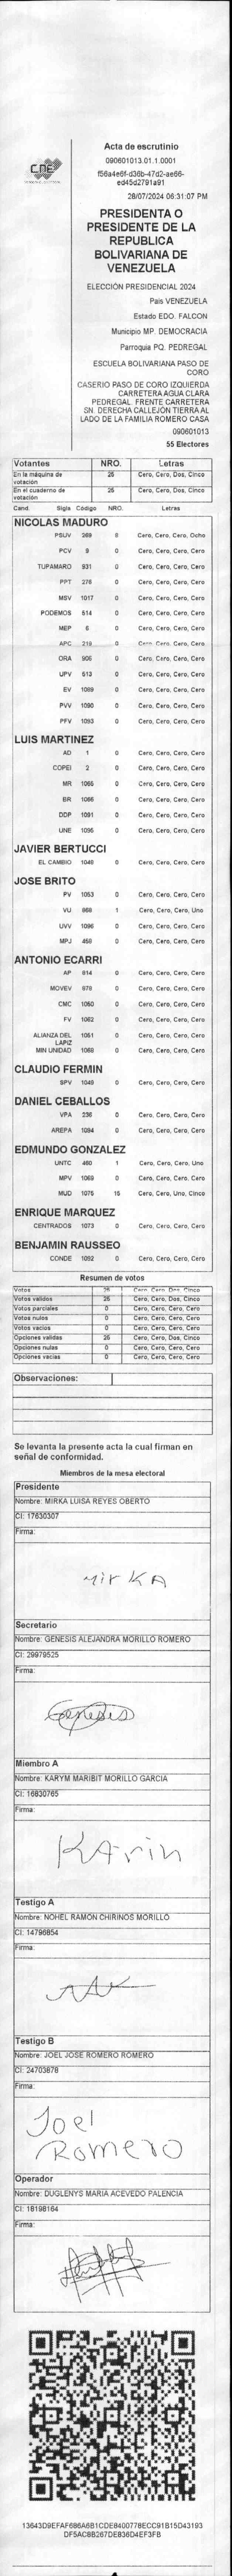 Acta de escrutinio
CNE
090601013.01.1.0001
f56a4e6f-d36b-47d2-ae66-
ed45d2791a91
28/07/2024 06:31:07 PM
PRESIDENTA O
PRESIDENTE DE LA
REPUBLICA
BOLIVARIANA DE
VENEZUELA
ELECCIÓN PRESIDENCIAL 2024
País VENEZUELA
Estado EDO. FALCON
Municipio MP. DEMOCRACIA
Parroquia PQ. PEDREGAL
ESCUELA BOLIVARIANA PASO DE
CORO
CASERIO PASO DE CORO IZQUIERDA
CARRETERA AGUA CLARA
PEDREGAL. FRENTE CARRETERA
SN. DERECHA CALLEJÓN TIERRA AL
LADO DE LA FAMILIA ROMERO CASA
090601013
55 Electores
Votantes NRO. Letras
En la máquina de votación 25 Cero, Cero, Dos, Cinco
En el cuaderno de votación 25 Cero, Cero, Dos, Cinco
Cand. Sigla Código NRO. Letras
NICOLAS MADURO
PSUV 269 8 Cero, Cero, Cero, Ocho
PCV 9 0 Cero, Cero, Cero, Cero
TUPAMARO 931 0 Cero, Cero, Cero, Cero
PPT 276 0 Cero, Cero, Cero, Cero
MSV 1017 0 Cero, Cero, Cero, Cero
PODEMOS 514 0 Cero, Cero, Cero, Cero
MEP 6 0 Cero, Cero, Cero, Cero
APC 219 0 Cero, Cero, Cero, Cero
ORA 906 0 Cero, Cero, Cero, Cero
UPV 613 0 Cero, Cero, Cero, Cero
EV 1089 0 Cero, Cero, Cero, Cero
PVV 1090 0 Cero, Cero, Cero, Cero
PFV 1093 0 Cero, Cero, Cero, Cero
LUIS MARTINEZ
AD 1 0 Cero, Cero, Cero, Cero
COPEI 2 0 Cero, Cero, Cero, Cero
MR 1065 0 Cero, Cero, Cero, Cero
BR 1066 0 Cero, Cero, Cero, Cero
DDP 1091 0 Cero, Cero, Cero, Cero
UNE 1095 0 Cero, Cero, Cero, Cero
JAVIER BERTUCCI
EL CAMBIO 1048 0 Cero, Cero, Cero, Cero
JOSE BRITO
PV 1053 0 Cero, Cero, Cero, Cero
VU 868 1 Cero, Cero, Cero, Uno
UVV 1096 0 Cero, Cero, Cero, Cero
MPJ 458 0 Cero, Cero, Cero, Cero
ANTONIO ECARRI
AP 814 0 Cero, Cero, Cero, Cero
MOVEV 978 0 Cero, Cero, Cero, Cero
CMC 1050 0 Cero, Cero, Cero, Cero
FV 1062 0 Cero, Cero, Cero, Cero
ALIANZA DEL LAPIZ 1051 0 Cero, Cero, Cero, Cero
MIN UNIDAD 1068 0 Cero, Cero, Cero, Cero
CLAUDIO FERMIN
SPV 1049 0 Cero, Cero, Cero, Cero
DANIEL CEBALLOS
VPA 236 0 Cero, Cero, Cero, Cero
AREPA 1094 0 Cero, Cero, Cero, Cero
EDMUNDO GONZALEZ
UNTC 460 1 Cero, Cero, Cero, Uno
MPV 1069 0 Cero, Cero, Cero, Cero
MUD 1075 15 Cero, Cero, Uno, Cinco
ENRIQUE MARQUEZ
CENTRADOS 1073 0 Cero, Cero, Cero, Cero
BENJAMIN RAUSSEO
CONDE 1052 0 Cero, Cero, Cero, Cero
Resumen de votos
Votos 25 Cero, Cero, Dos, Cinco
Votos validos 25 Cero, Cero, Dos, Cinco
Votos parciales 0 Cero, Cero, Cero, Cero
Votos nulos 0 Cero, Cero, Cero, Cero
Votos vacios 0 Cero, Cero, Cero, Cero
Opciones validas 25 Cero, Cero, Dos, Cinco
Opciones nulas 0 Cero, Cero, Cero, Cero
Opciones vacias 0 Cero, Cero, Cero, Cero
Observaciones:
Se levanta la presente acta la cual firman en
señal de conformidad.
Miembros de la mesa electoral
Presidente
Nombre: MIRKA LUISA REYES OBERTO
CI: 17630307
Firma:
MirKA
Secretario
Nombre: GENESIS ALEJANDRA MORILLO ROMERO
CI: 29979525
Firma:
Genesis
Miembro A
Nombre: KARYM MARIBIT MORILLO GARCIA
CI: 16830765
Firma:
KArin
Testigo A
Nombre: NOHEL RAMON CHIRINOS MORILLO
CI: 14796854
Firma:
Testigo B
Nombre: JOEL JOSE ROMERO ROMERO
CI: 24703878
Firma:
Joel
Romero
Operador
Nombre: DUGLENYS MARIA ACEVEDO PALENCIA
CI: 18198164
Firma:
13643D9EFAF686A6B1CDE8400778ECC91B15D43193
DF5AC8B267DE836D4EF3FB